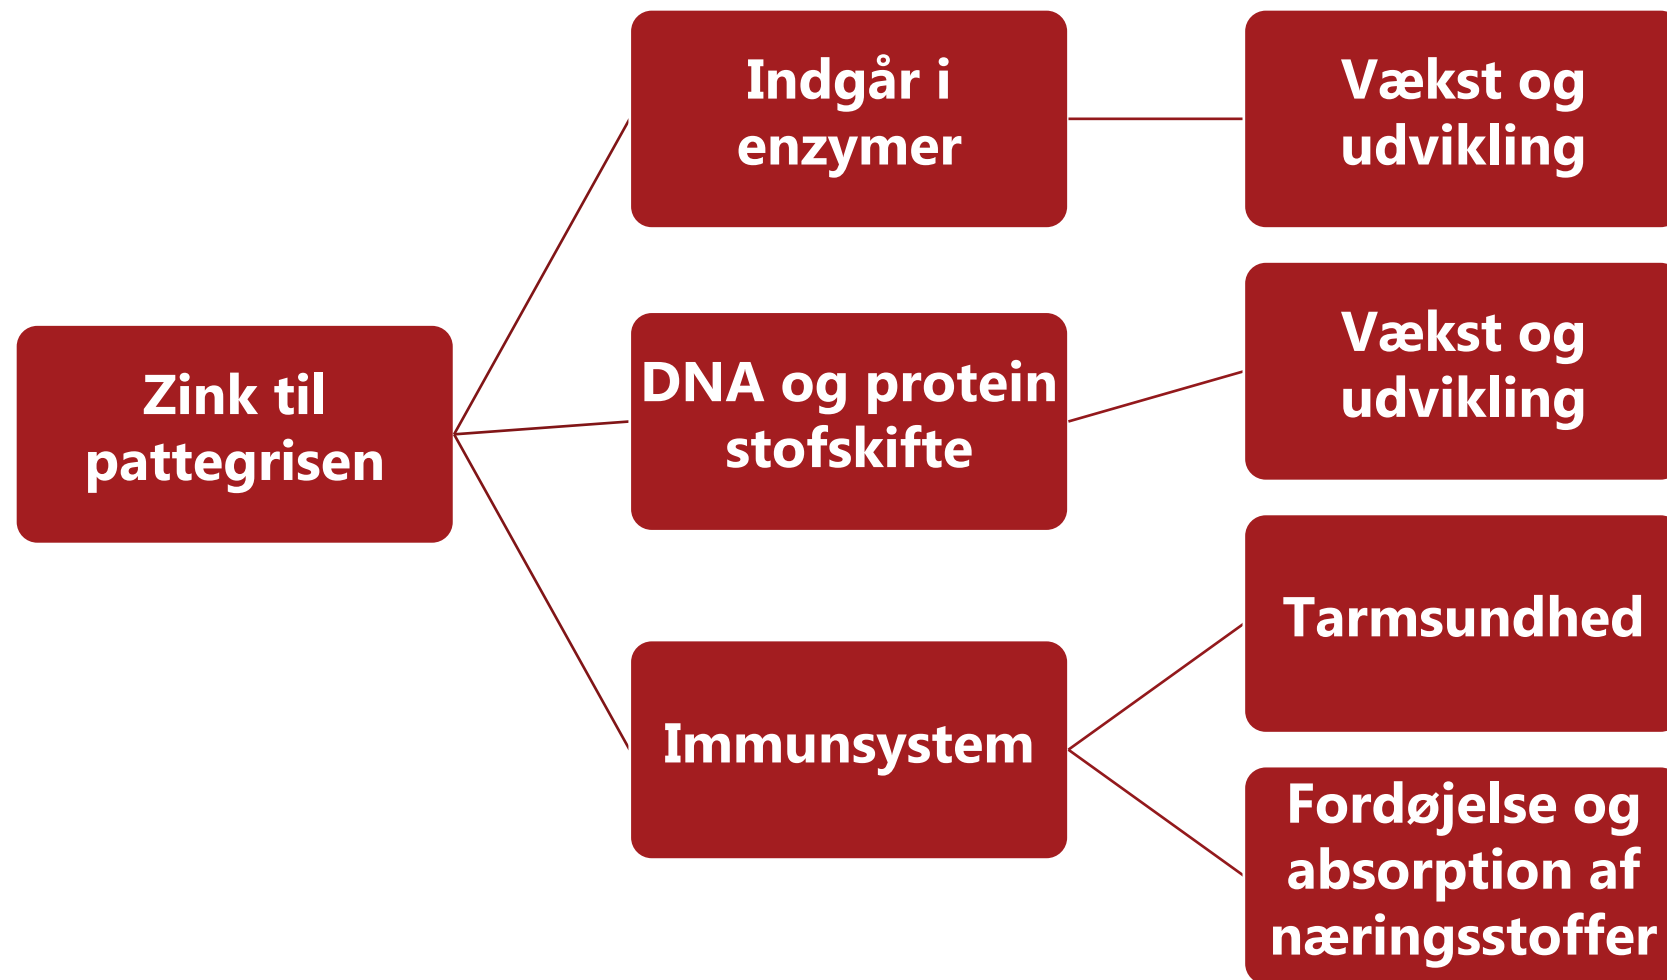 Zink til
pattegrisen
Indgår i
enzymer
Vækst og
udvikling
DNA og protein
stofskifte
Vækst og
udvikling
Immunsystem
Tarmsundhed
Fordøjelse og
absorption af
næringsstoffer